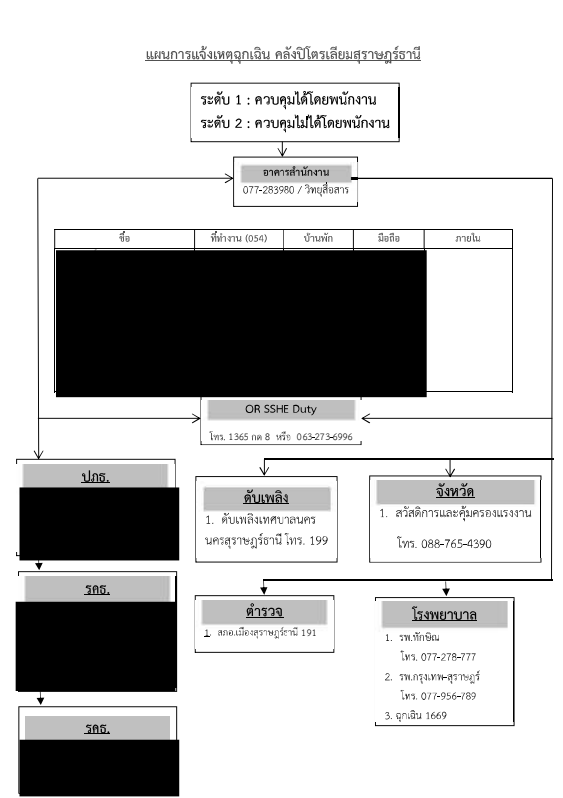 แผนการแจ้งเหตุฉุกเฉิน คลังปิโตรเลียมสุราษฎร์ธานี
ระดับ 1 : ควบคุมได้โดยพนักงาน
ระดับ 2 : ควบคุมไม่ได้โดยพนักงาน
อาคารสำนักงาน
077-283980 / วิทยุสื่อสาร
ชื่อ ที่ทำงาน (054) บ้านพัก มือถือ ภายใน
OR SSHE Duty
โทร. 1365 กด 8 หรือ 063-273-6996
ปภธ.
ดับเพลิง
1. ดับเพลิงเทศบาลนคร
นครสุราษฎร์ธานี โทร. 199
จังหวัด
1. สวัสดิการและคุ้มครองแรงงาน
โทร. 088-765-4390
รคธ.
ตำรวจ
1. สภอ.เมืองสุราษฎร์ธานี 191
โรงพยาบาล
1. รพ.ทักษิณ
โทร. 077-278-777
2. รพ.กรุงเทพ-สุราษฎร์
โทร. 077-956-789
3. ฉุกเฉิน 1669
รคธ.